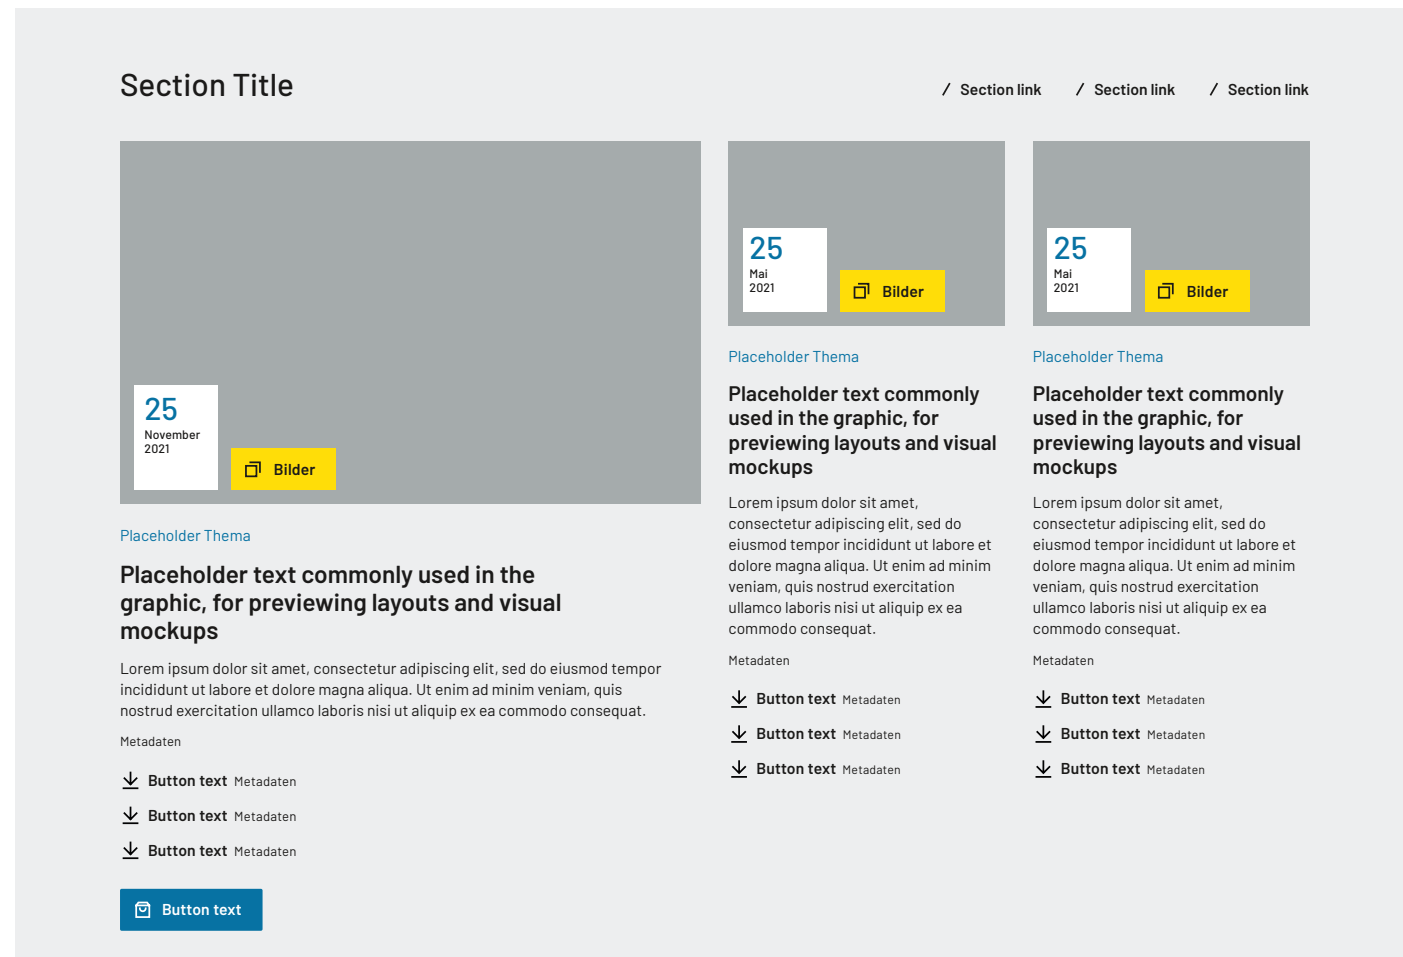 Section Title
/ Section link
/ Section link
/ Section link
25
November
2021
Bilder
Placeholder Thema
Placeholder text commonly used in the
graphic, for previewing layouts and visual
mockups
Lorem ipsum dolor sit amet, consectetur adipiscing elit, sed do eiusmod tempor
incididunt ut labore et dolore magna aliqua. Ut enim ad minim veniam, quis
nostrud exercitation ullamco laboris nisi ut aliquip ex ea commodo consequat.
Metadaten
Button text Metadaten
Button text Metadaten
Button text Metadaten
Button text
25
Mai
2021
Bilder
Placeholder Thema
Placeholder text commonly
used in the graphic, for
previewing layouts and visual
mockups
Lorem ipsum dolor sit amet,
consectetur adipiscing elit, sed do
eiusmod tempor incididunt ut labore et
dolore magna aliqua. Ut enim ad minim
veniam, quis nostrud exercitation
ullamco laboris nisi ut aliquip ex ea
commodo consequat.
Metadaten
Button text Metadaten
Button text Metadaten
Button text Metadaten
25
Mai
2021
Bilder
Placeholder Thema
Placeholder text commonly
used in the graphic, for
previewing layouts and visual
mockups
Lorem ipsum dolor sit amet,
consectetur adipiscing elit, sed do
eiusmod tempor incididunt ut labore et
dolore magna aliqua. Ut enim ad minim
veniam, quis nostrud exercitation
ullamco laboris nisi ut aliquip ex ea
commodo consequat.
Metadaten
Button text Metadaten
Button text Metadaten
Button text Metadaten